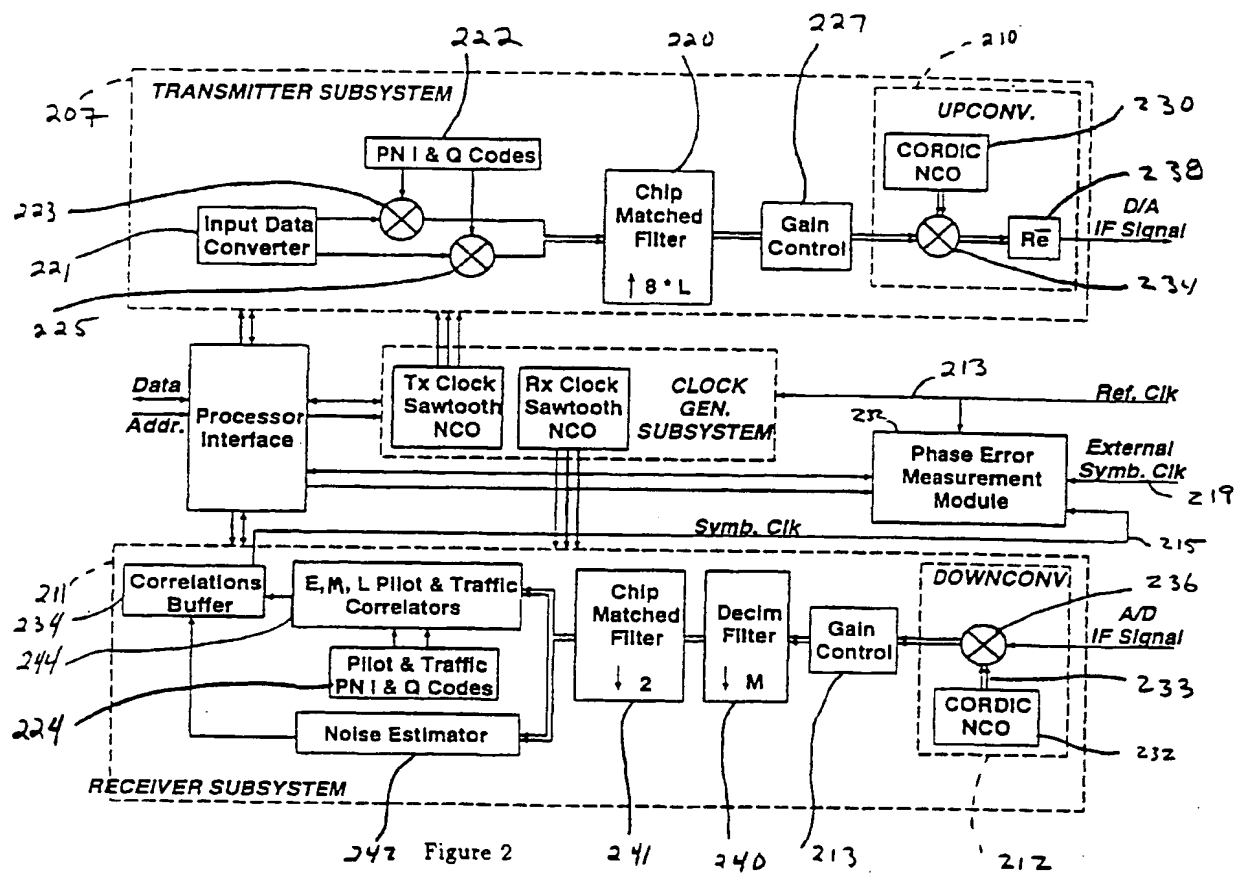 222
220
227
210
207
TRANSMITTER SUBSYSTEM
UPCONV.
230
PN I & Q Codes
CORDIC
NCO
238
223
Chip
Matched
Filter
D/A
IF Signal
Input Data
Converter
Gain
Control
Re
221
↑ 8 * L
234
225
Data
Addr.
Processor
Interface
Tx Clock
Sawtooth
NCO
Rx Clock
Sawtooth
NCO
CLOCK
GEN.
SUBSYSTEM
213
Ref. Clk
232
Phase Error
Measurement
Module
External
Symb. Clk
219
Symb. Clk
215
211
Correlations
Buffer
E, M, L Pilot & Traffic
Correlators
Chip
Matched
Filter
↓ 2
Decim
Filter
↓ M
Gain
Control
DOWNCONV
236
A/D
IF Signal
234
244
Pilot & Traffic
PN I & Q Codes
233
224
Noise Estimator
CORDIC
NCO
232
RECEIVER SUBSYSTEM
242
Figure 2
241
240
213
212